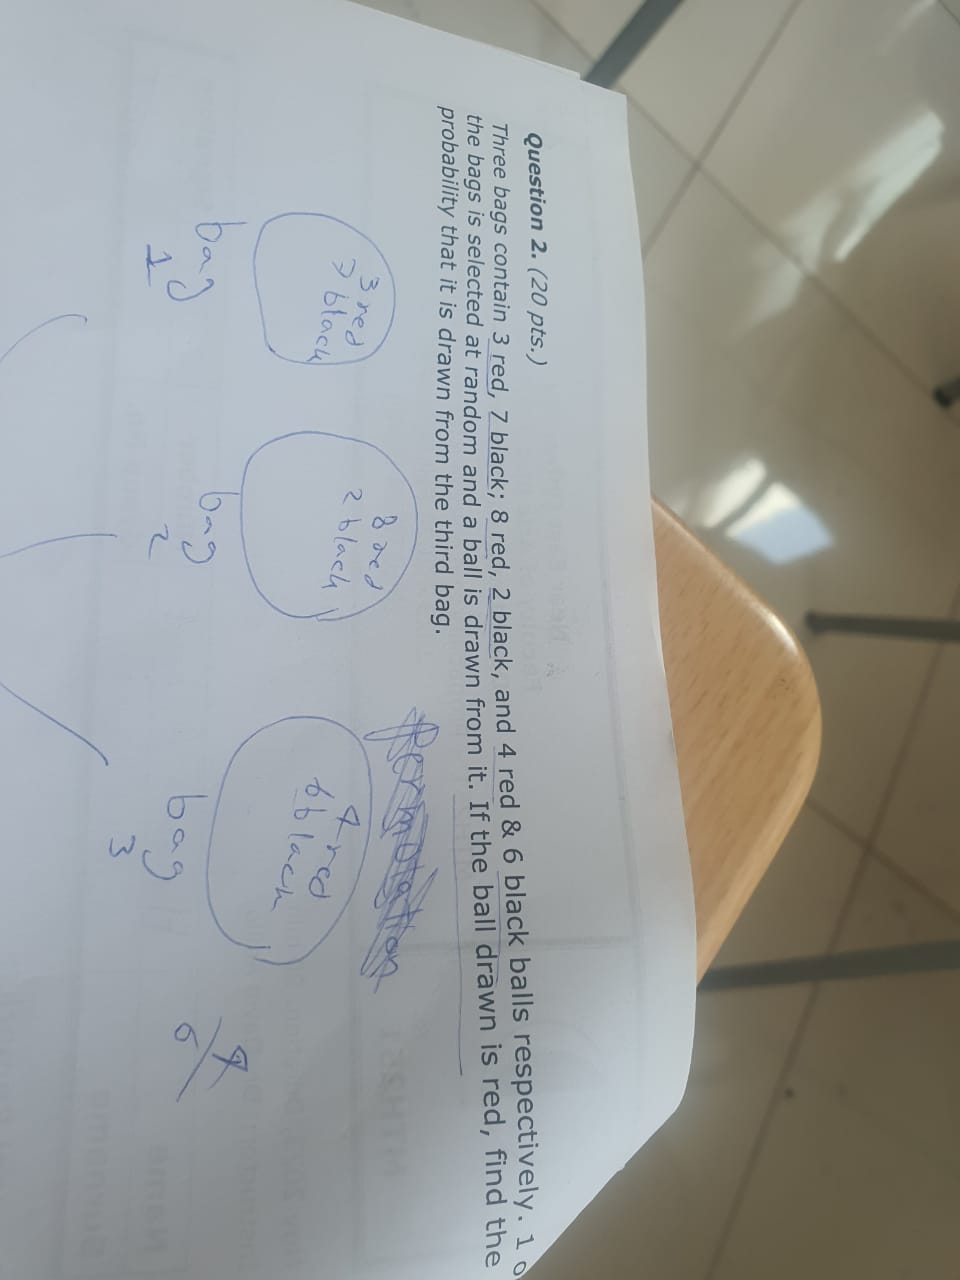 Question 2. (20 pts.)
Three bags contain 3 red, 7 black; 8 red, 2 black, and 4 red & 6 black balls respectively. 1 o
the bags is selected at random and a ball is drawn from it. If the ball drawn is red, find the
probability that it is drawn from the third bag.
Permutation
3 red
7 black
8 red
2 black
4 red
6 black
bag
1
bag
2
bag
3
4
6